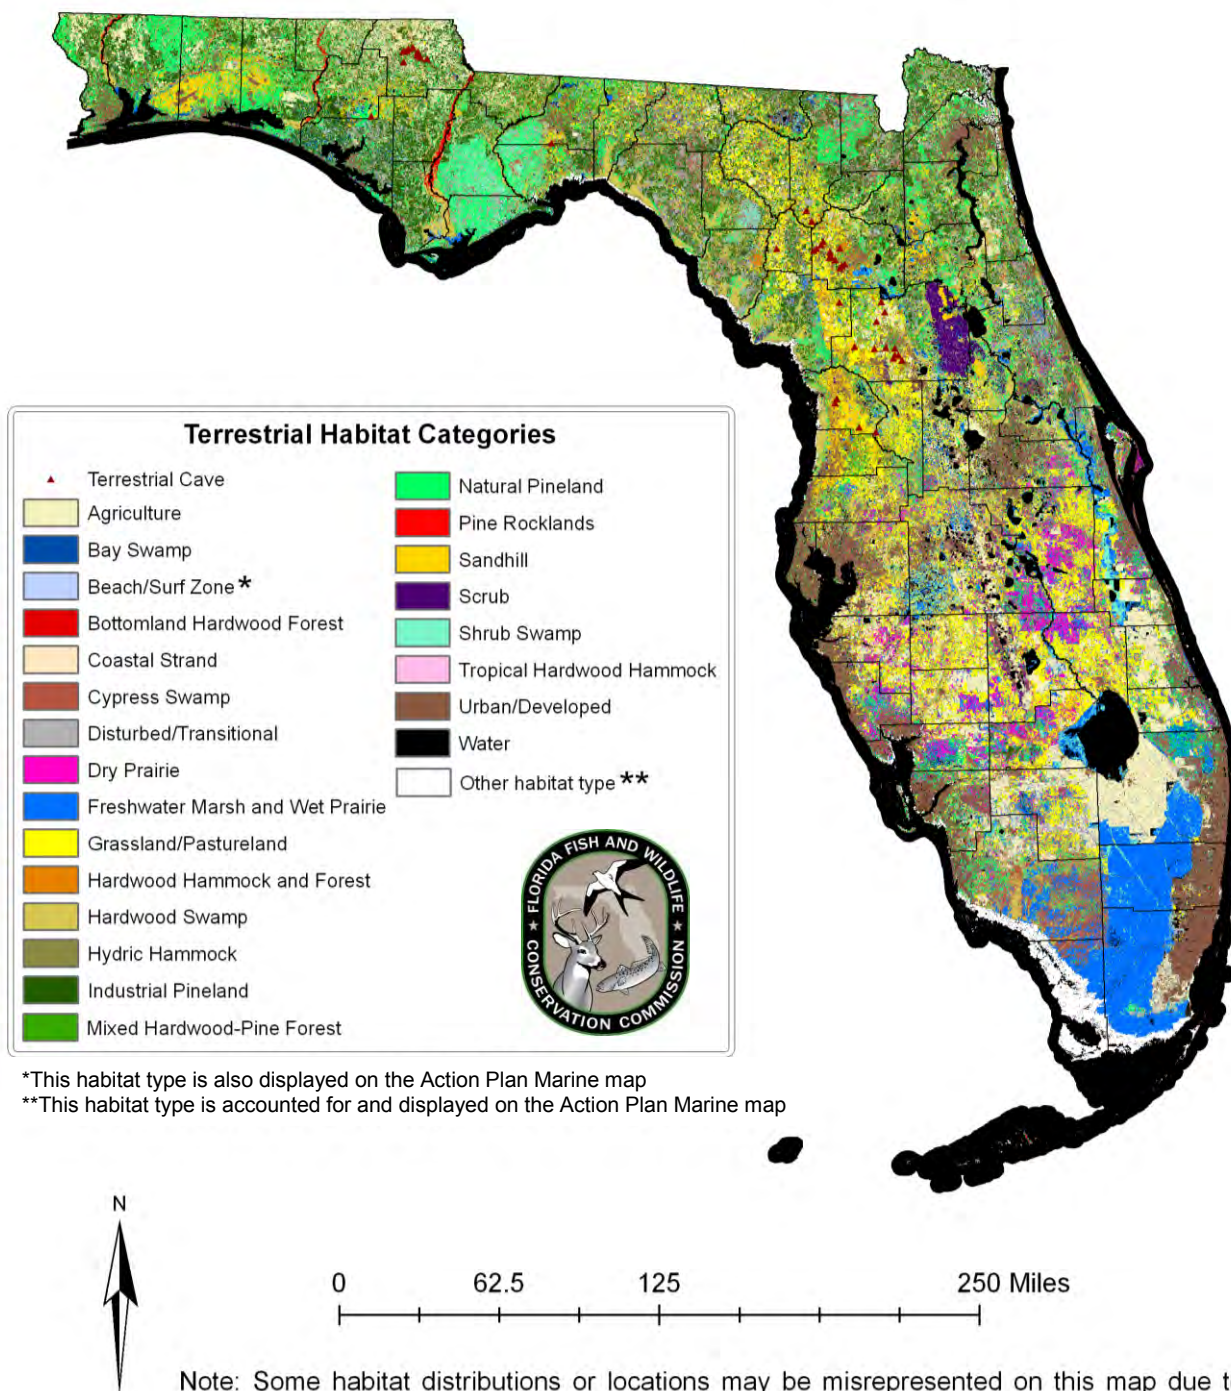 Terrestrial Habitat Categories
Terrestrial Cave
Agriculture
Bay Swamp
Beach/Surf Zone *
Bottomland Hardwood Forest
Coastal Strand
Cypress Swamp
Disturbed/Transitional
Dry Prairie
Freshwater Marsh and Wet Prairie
Grassland/Pastureland
Hardwood Hammock and Forest
Hardwood Swamp
Hydric Hammock
Industrial Pineland
Mixed Hardwood-Pine Forest
Natural Pineland
Pine Rocklands
Sandhill
Scrub
Shrub Swamp
Tropical Hardwood Hammock
Urban/Developed
Water
Other habitat type **
FLORIDA FISH AND WILDLIFE
CONSERVATION COMMISSION
*This habitat type is also displayed on the Action Plan Marine map
**This habitat type is accounted for and displayed on the Action Plan Marine map
N
0 62.5 125 250 Miles
Note: Some habitat distributions or locations may be misrepresented on this map due